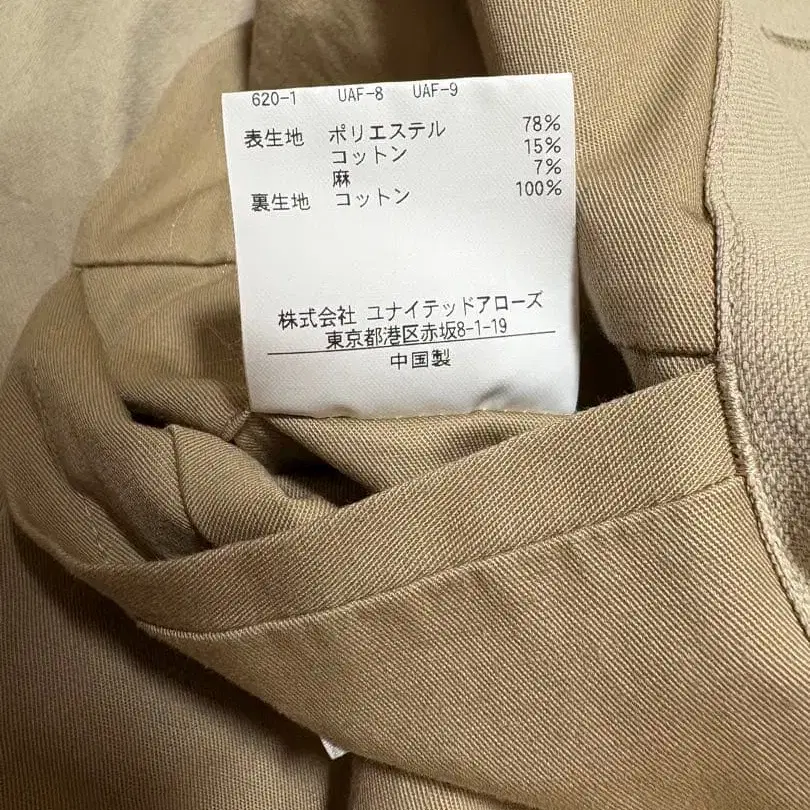 620-1 UAF-8 UAF-9
表生地 ポリエステル 78%
コットン 15%
麻 7%
裏生地 コットン 100%
株式会社 ユナイテッドアローズ
東京都港区赤坂8-1-19
中国製